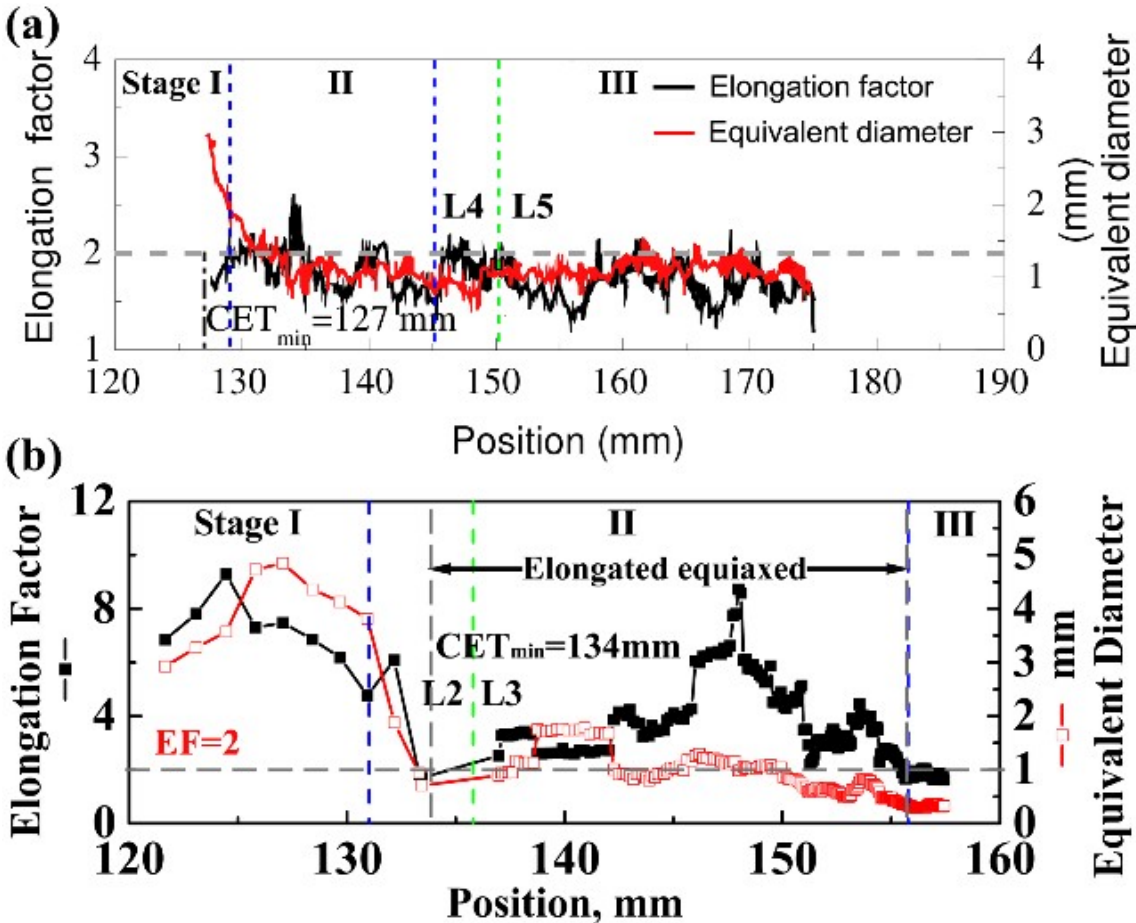 (a)
4
3
2
1
Elongation factor
Stage I
II
III
Elongation factor
Equivalent diameter
L4
L5
CETmin=127 mm
4
3
2
1
0
Equivalent diameter
(mm)
120
130
140
150
160
170
180
190
Position (mm)
(b)
12
8
4
0
Elongation Factor
Stage I
II
III
Elongated equiaxed
CETmin=134mm
L2
L3
EF=2
6
5
4
3
2
1
0
mm
Equivalent Diameter
120
130
140
150
160
Position, mm